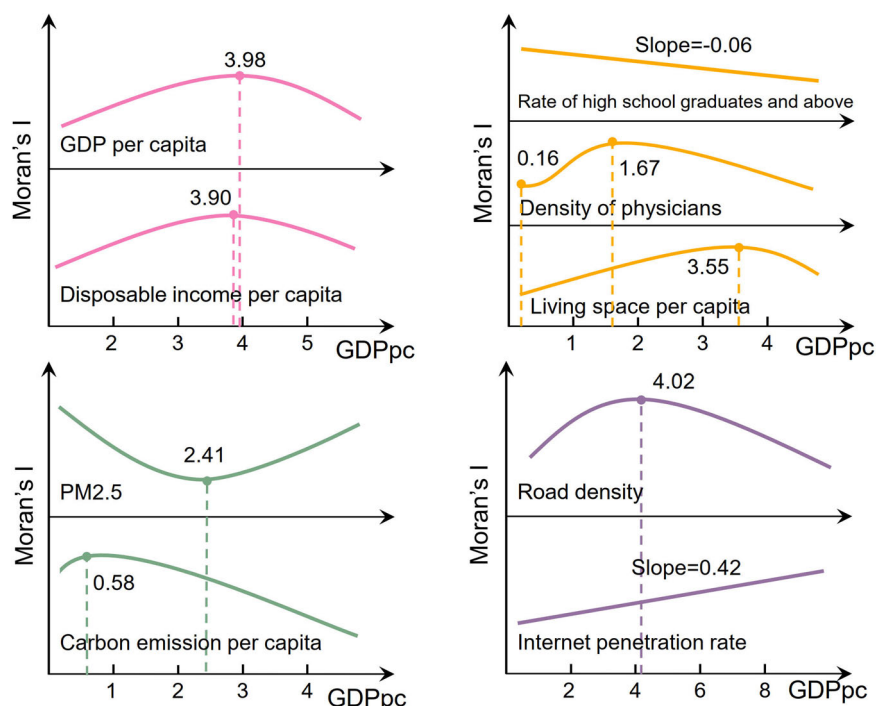 3.98
GDP per capita
Moran's I
3.90
Disposable income per capita
2 3 4 5 GDPpc
Slope=-0.06
Rate of high school graduates and above
Moran's I
0.16
1.67
Density of physicians
3.55
Living space per capita
1 2 3 4 GDPpc
2.41
PM2.5
Moran's I
0.58
Carbon emission per capita
1 2 3 4 GDPpc
4.02
Road density
Moran's I
Slope=0.42
Internet penetration rate
2 4 6 8 GDPpc